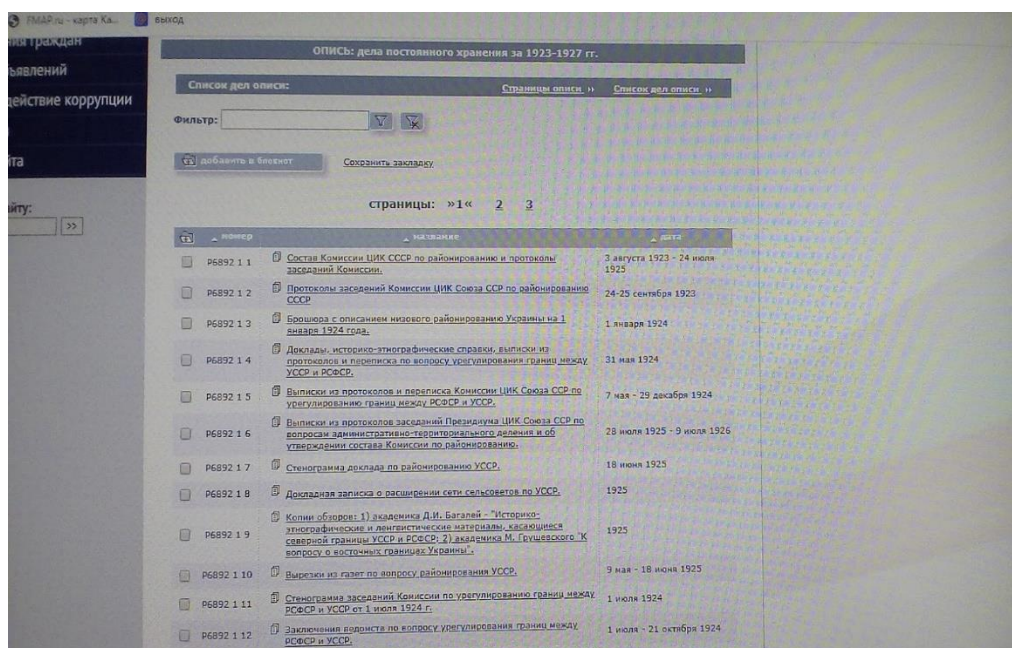 FMAP.ru - карта Ка...
выход
ния граждан
ъявлений
действие коррупции
йта
айту:
>>
ОПИСЬ: дела постоянного хранения за 1923-1927 гг.
Список дел описи:
Страницы описи ››
Список дел описи ››
Фильтр:
добавить в блокнот
Сохранить закладку
страницы: »1« 2 3
номер название дата
Р6892 1 1
Состав Комиссии ЦИК СССР по районированию и протоколы
заседаний Комиссии.
3 августа 1923 - 24 июля
1925
Р6892 1 2
Протоколы заседений Комиссии ЦИК Союза ССР по районированию
СССР
24-25 сентября 1923
Р6892 1 3
Брошюра с описанием низового районированию Украины на 1
января 1924 года.
1 января 1924
Р6892 1 4
Доклады, историко-этнографические справки, выписки из
протоколов и переписка по вопросу урегулирования границ между
УССР и РСФСР.
31 мая 1924
Р6892 1 5
Выписки из протоколов и переписка Комиссии ЦИК Союза ССР по
урегулированию границ между РСФСР и УССР.
7 мая - 29 декабря 1924
Р6892 1 6
Выписки из протоколов заседаний Президиума ЦИК Союза ССР по
вопросам административно-территориального деления и об
утверждении состава Комиссии по районированию.
28 июля 1925 - 9 июля 1926
Р6892 1 7
Стенограмма доклада по районированию УССР.
18 июня 1925
Р6892 1 8
Докладная записка о расширении сети сельсоветов по УССР.
1925
Р6892 1 9
Копии обзоров: 1) академика Д.И. Багалей - "Историко-
этнографические и ленгвистические материалы, касающиеся
северной границы УССР и РСФСР; 2) академика М. Грушевского "К
вопросу о восточных границах Украины".
1925
Р6892 1 10
Вырезки из газет по вопросу районирования УССР.
9 мая - 18 июня 1925
Р6892 1 11
Стенограмма заседаний Комиссии по урегулированию границ между
РСФСР и УССР от 1 июля 1924 г.
1 июля 1924
Р6892 1 12
Заключения ведомств по вопросу урегулирования границ между
РСФСР и УССР.
1 июля - 21 октября 1924